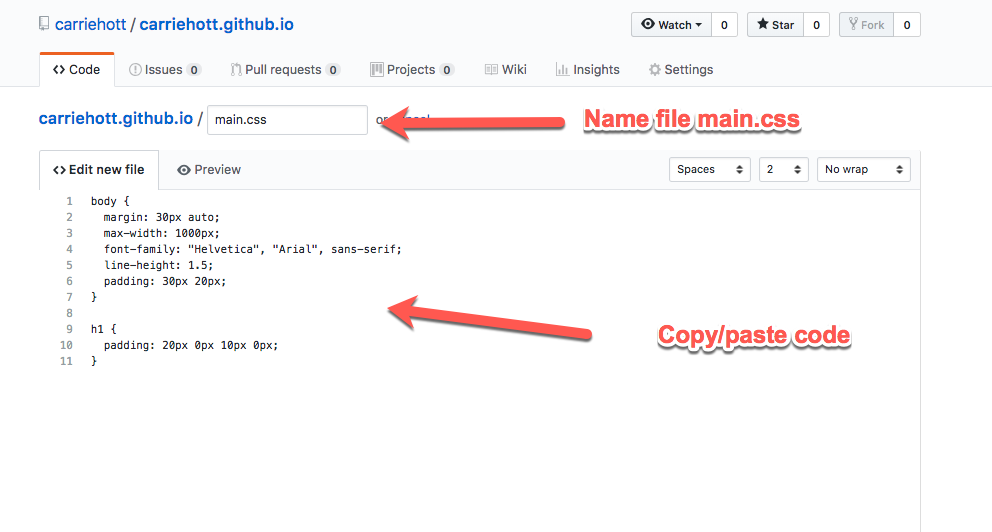 carriehott / carriehott.github.io
Watch 0 Star 0 Fork 0
Code Issues 0 Pull requests 0 Projects 0 Wiki Insights Settings
carriehott.github.io / main.css or
Name file main.css
Edit new file Preview Spaces 2 No wrap
1 body {
2 margin: 30px auto;
3 max-width: 1000px;
4 font-family: "Helvetica", "Arial", sans-serif;
5 line-height: 1.5;
6 padding: 30px 20px;
7 }
8
9 h1 {
10 padding: 20px 0px 10px 0px;
11 }
Copy/paste code